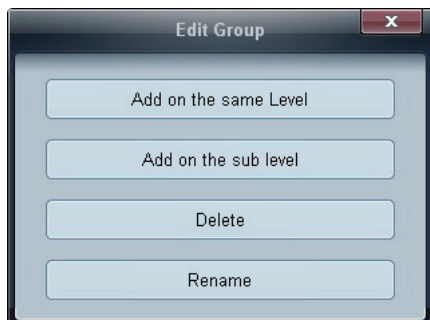 Edit Group
x
Add on the same Level
Add on the sub level
Delete
Rename